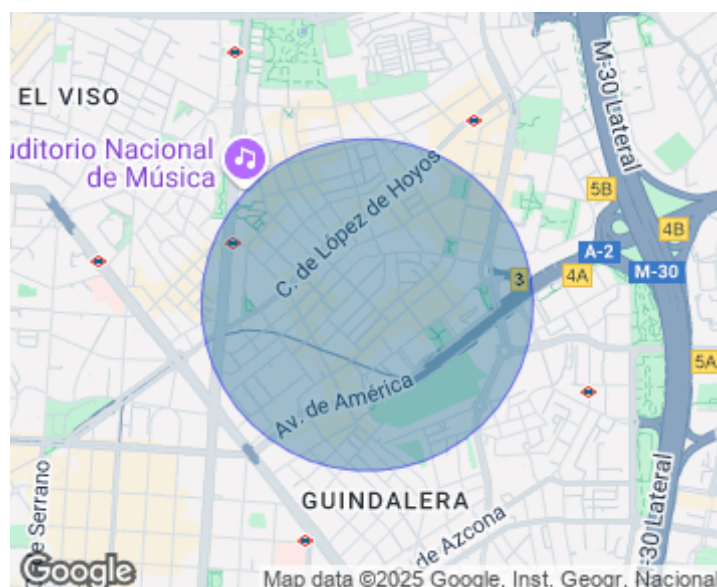 EL VISO
uditorio Nacional
de Música
C. de López de Hoyos
M-30 Lateral
5B
4B
A-2
4A
M-30
3
5A
Av. de América
GUINDALERA
de Azcona
e Serrano
-30 Lateral
Google
Map data ©2025 Google, Inst. Geogr. Nacional